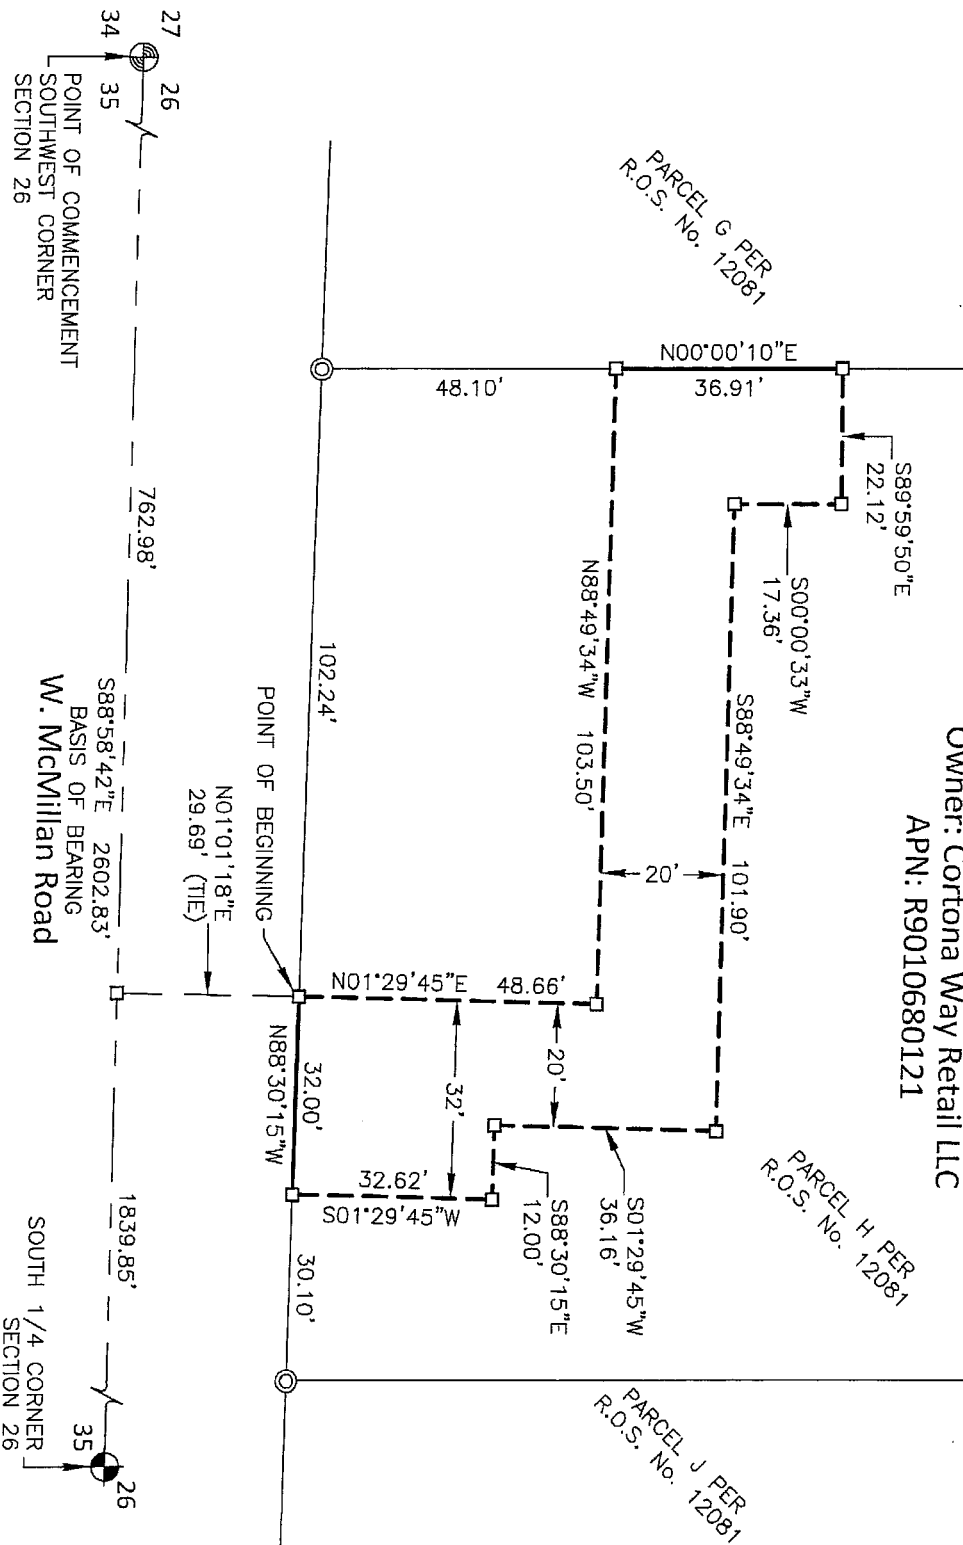 Owner: Cortona Way Retail LLC
APN: R9010680121
PARCEL G PER
R.O.S. No. 12081
N00°00'10"E
36.91'
48.10'
S89°59'50"E
22.12'
S00°00'33"W
17.36'
S88°49'34"E 101.90'
N88°49'34"W 103.50'
20'
PARCEL H PER
R.O.S. No. 12081
S01°29'45"W
36.16'
S88°30'15"E
12.00'
20'
32'
N01°29'45"E 48.66'
32.62'
S01°29'45"W
32.00'
N88°30'15"W
102.24'
30.10'
POINT OF BEGINNING
N01°01'18"E
29.69' (TIE)
PARCEL J PER
R.O.S. No. 12081
27 26
34 35
762.98'
1839.85'
S88°58'42"E 2602.83'
BASIS OF BEARING
W. McMillan Road
POINT OF COMMENCEMENT
SOUTHWEST CORNER
SECTION 26
26
35
SOUTH 1/4 CORNER
SECTION 26